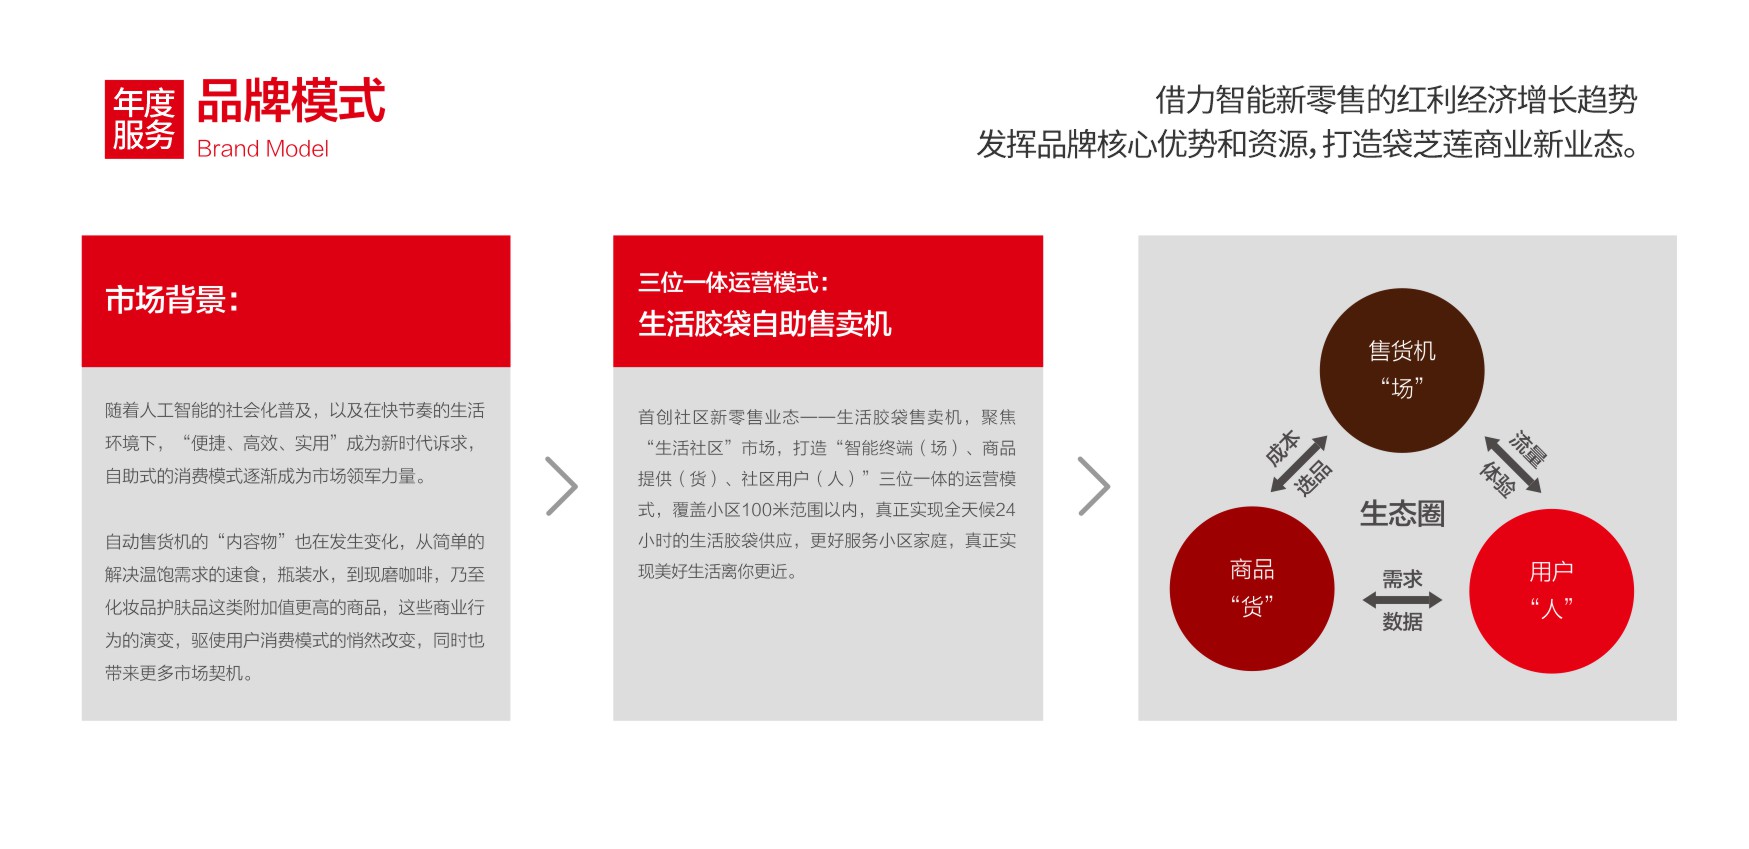 年度
服务
品牌模式
Brand Model
借力智能新零售的红利经济增长趋势
发挥品牌核心优势和资源，打造袋芝莲商业新业态。
市场背景：
随着人工智能的社会化普及，以及在快节奏的生活
环境下，“便捷、高效、实用”成为新时代诉求，
自助式的消费模式逐渐成为市场领军力量。
自动售货机的“内容物”也在发生变化，从简单的
解决温饱需求的速食，瓶装水，到现磨咖啡，乃至
化妆品护肤品这类附加值更高的商品，这些商业行
为的演变，驱使用户消费模式的悄然改变，同时也
带来更多市场契机。
三位一体运营模式：
生活胶袋自助售卖机
首创社区新零售业态——生活胶袋售卖机，聚焦
“生活社区”市场，打造“智能终端（场）、商品
提供（货）、社区用户（人）”三位一体的运营模
式，覆盖小区100米范围以内，真正实现全天候24
小时的生活胶袋供应，更好服务小区家庭，真正实
现美好生活离你更近。
售货机
“场”
成本
选品
流量
体验
生态圈
商品
“货”
需求
数据
用户
“人”